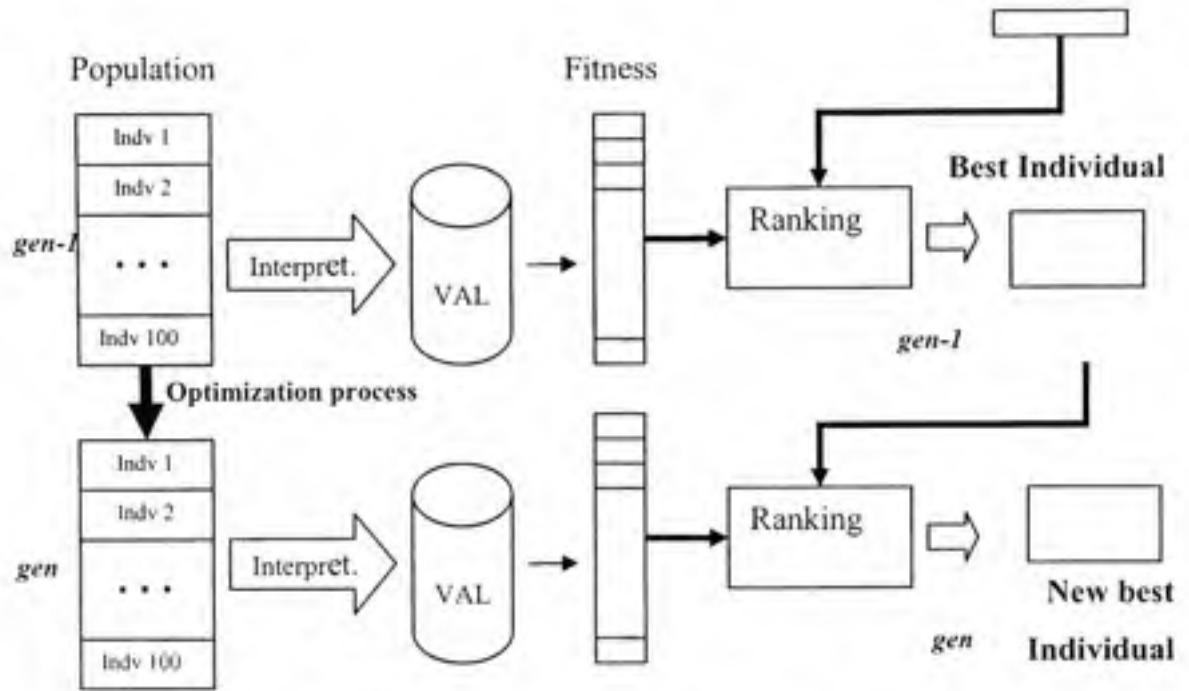 Population
Fitness
Indv 1
Indv 2
• • •
Indv 100
gen-1
Interpret.
VAL
Ranking
Best Individual
gen-1
Optimization process
Indv 1
Indv 2
• • •
Indv 100
gen
Interpret.
VAL
Ranking
New best
Individual
gen